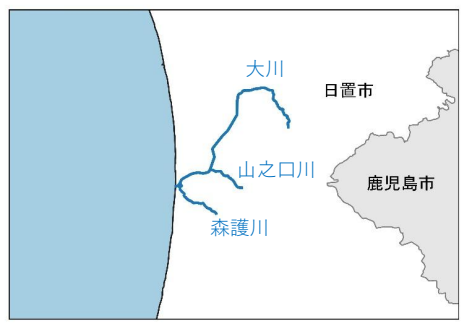 大川
日置市
山之口川
鹿児島市
森護川